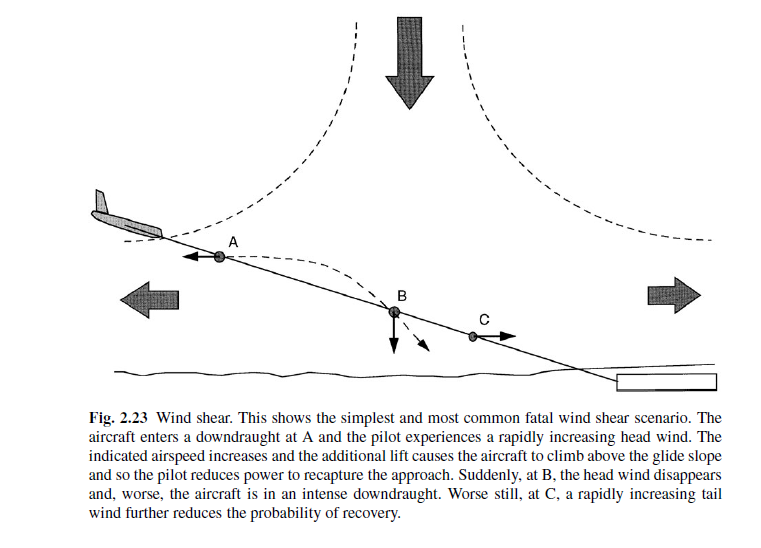 A
B
C
Fig. 2.23 Wind shear. This shows the simplest and most common fatal wind shear scenario. The
aircraft enters a downdraught at A and the pilot experiences a rapidly increasing head wind. The
indicated airspeed increases and the additional lift causes the aircraft to climb above the glide slope
and so the pilot reduces power to recapture the approach. Suddenly, at B, the head wind disappears
and, worse, the aircraft is in an intense downdraught. Worse still, at C, a rapidly increasing tail
wind further reduces the probability of recovery.